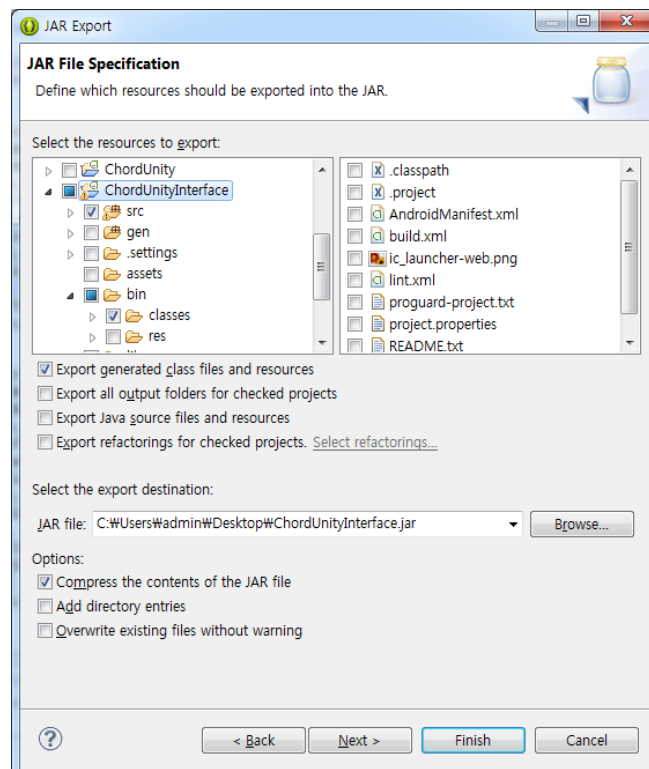 JAR Export
JAR File Specification
Define which resources should be exported into the JAR.
Select the resources to export:
ChordUnity
ChordUnityInterface
src
gen
.settings
assets
bin
classes
res
.classpath
.project
AndroidManifest.xml
build.xml
ic_launcher-web.png
lint.xml
proguard-project.txt
project.properties
README.txt
Export generated class files and resources
Export all output folders for checked projects
Export Java source files and resources
Export refactorings for checked projects. Select refactorings...
Select the export destination:
JAR file: C:₩Users₩admin₩Desktop₩ChordUnityInterface.jar Browse...
Options:
Compress the contents of the JAR file
Add directory entries
Overwrite existing files without warning
? < Back Next > Finish Cancel